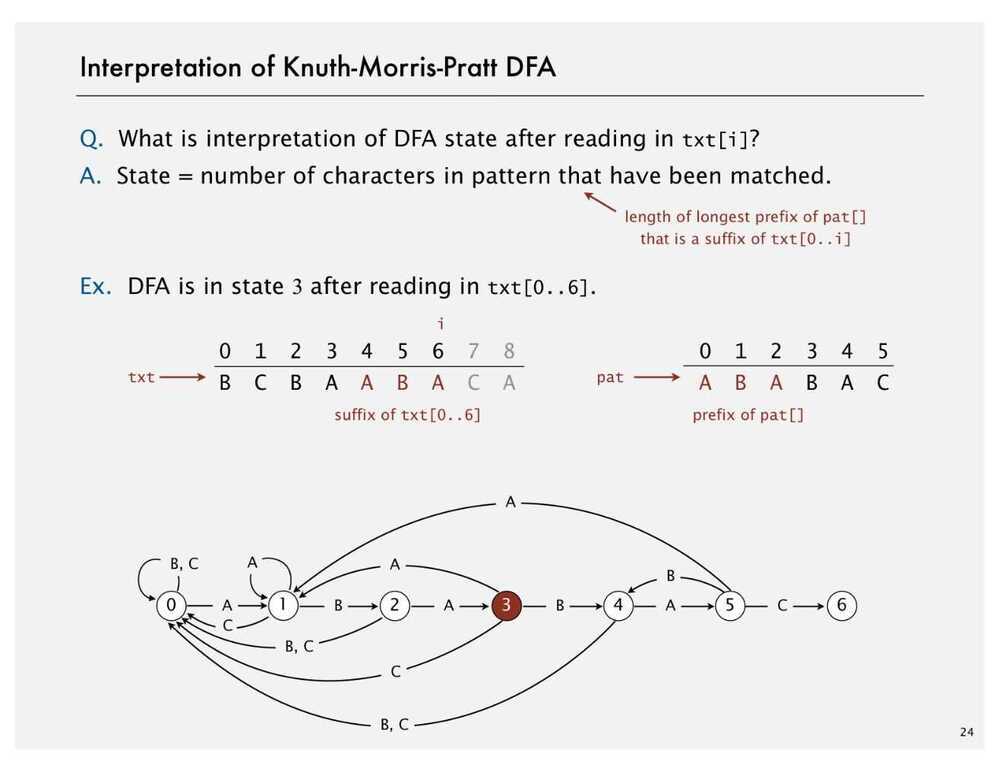 Interpretation of Knuth-Morris-Pratt DFA
Q. What is interpretation of DFA state after reading in txt[i]?
A. State = number of characters in pattern that have been matched.
length of longest prefix of pat[]
that is a suffix of txt[0..i]
Ex. DFA is in state 3 after reading in txt[0..6].
i
0 1 2 3 4 5 6 7 8
txt B C B A A B A C A
suffix of txt[0..6]
0 1 2 3 4 5
pat A B A B A C
prefix of pat[]
A
B, C A A B
0 A 1 B 2 A 3 B 4 A 5 C 6
C
B, C
C
B, C
24